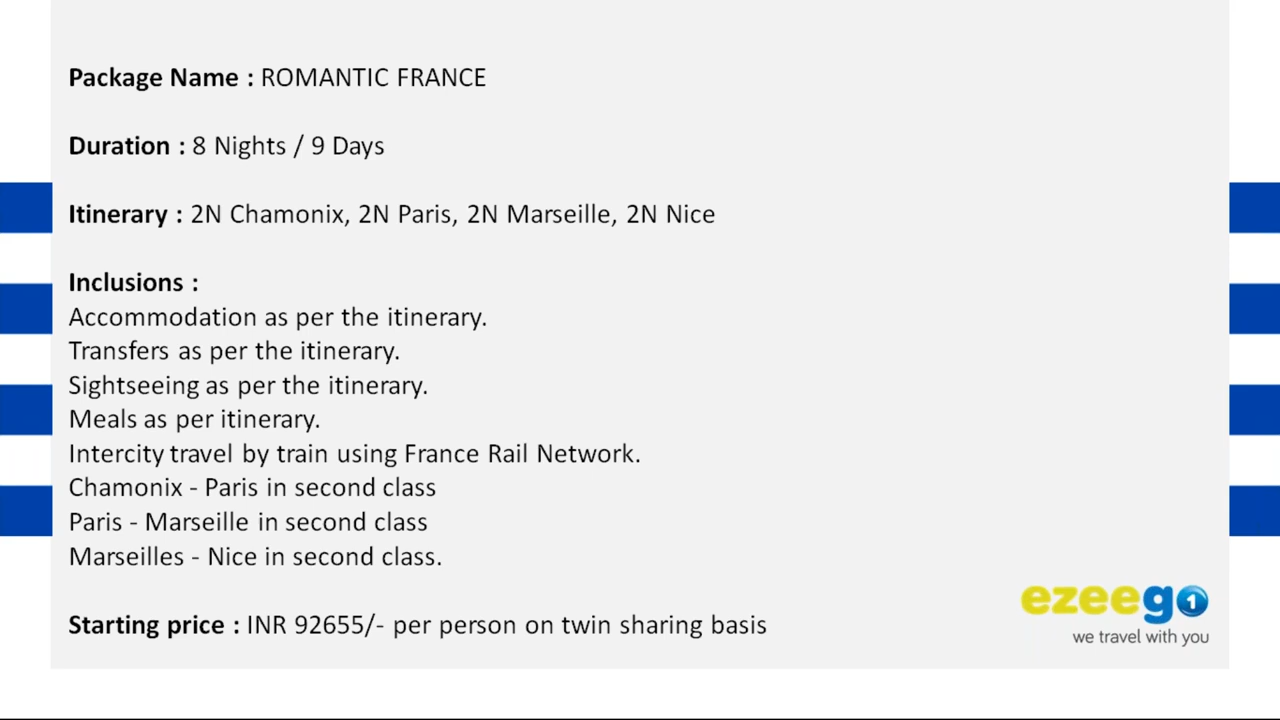 Package Name : ROMANTIC FRANCE
Duration : 8 Nights / 9 Days
Itinerary : 2N Chamonix, 2N Paris, 2N Marseille, 2N Nice
Inclusions :
Accommodation as per the itinerary.
Transfers as per the itinerary.
Sightseeing as per the itinerary.
Meals as per itinerary.
Intercity travel by train using France Rail Network.
Chamonix - Paris in second class
Paris - Marseille in second class
Marseilles - Nice in second class.
Starting price : INR 92655/- per person on twin sharing basis
ezeego1
we travel with you